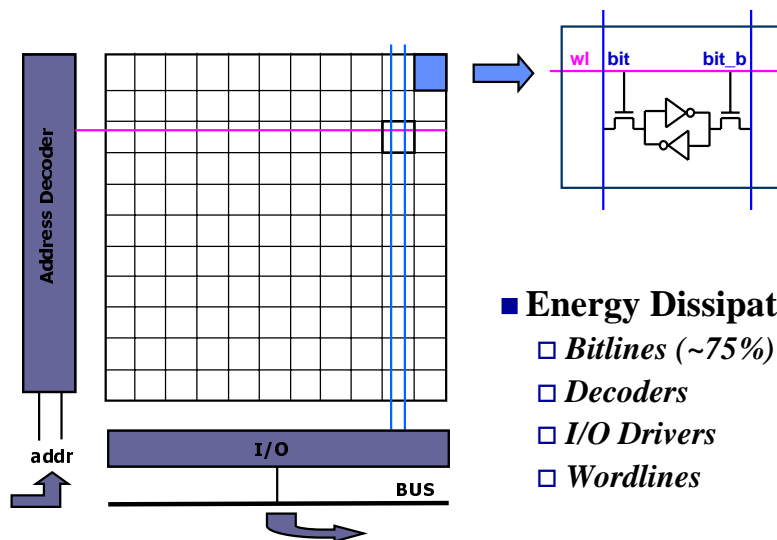 wl bit bit_b
Address Decoder
■ Energy Dissipat
□ Bitlines (~75%)
□ Decoders
□ I/O Drivers
□ Wordlines
I/O
addr
BUS